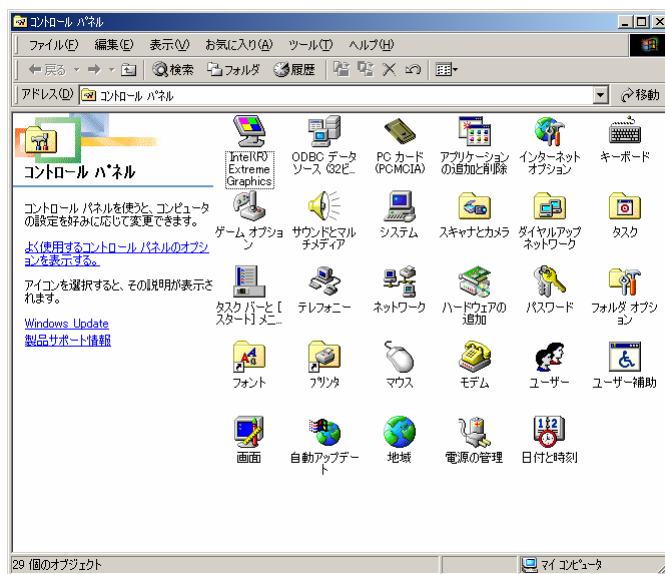 コントロール パネル
ファイル(F) 編集(E) 表示(V) お気に入り(A) ツール(T) ヘルプ(H)
戻る 検索 フォルダ 履歴
アドレス(D) コントロール パネル 移動
コントロール パネル
コントロール パネルを使うと、コンピュータ
の設定を好みに応じて変更できます。
よく使用するコントロール パネルのオプシ
ョンを表示する。
アイコンを選択すると、その説明が表示さ
れます。
Windows Update
製品サポート情報
Intel(R)
Extreme
Graphics
ODBC データ
ソース (32ビ...
PC カード
(PCMCIA)
アプリケーション
の追加と削除
インターネット
オプション
キーボード
ゲーム オプショ
ン
サウンドとマル
チメディア
システム
スキャナとカメラ
ダイヤルアップ
ネットワーク
タスク
タスク バーと [
スタート] メニ...
テレフォニー
ネットワーク
ハードウェアの
追加
パスワード
フォルダ オプシ
ョン
フォント
プリンタ
マウス
モデム
ユーザー
ユーザー補助
画面
自動アップデー
ト
地域
電源の管理
日付と時刻
29 個のオブジェクト
マイ コンピュータ